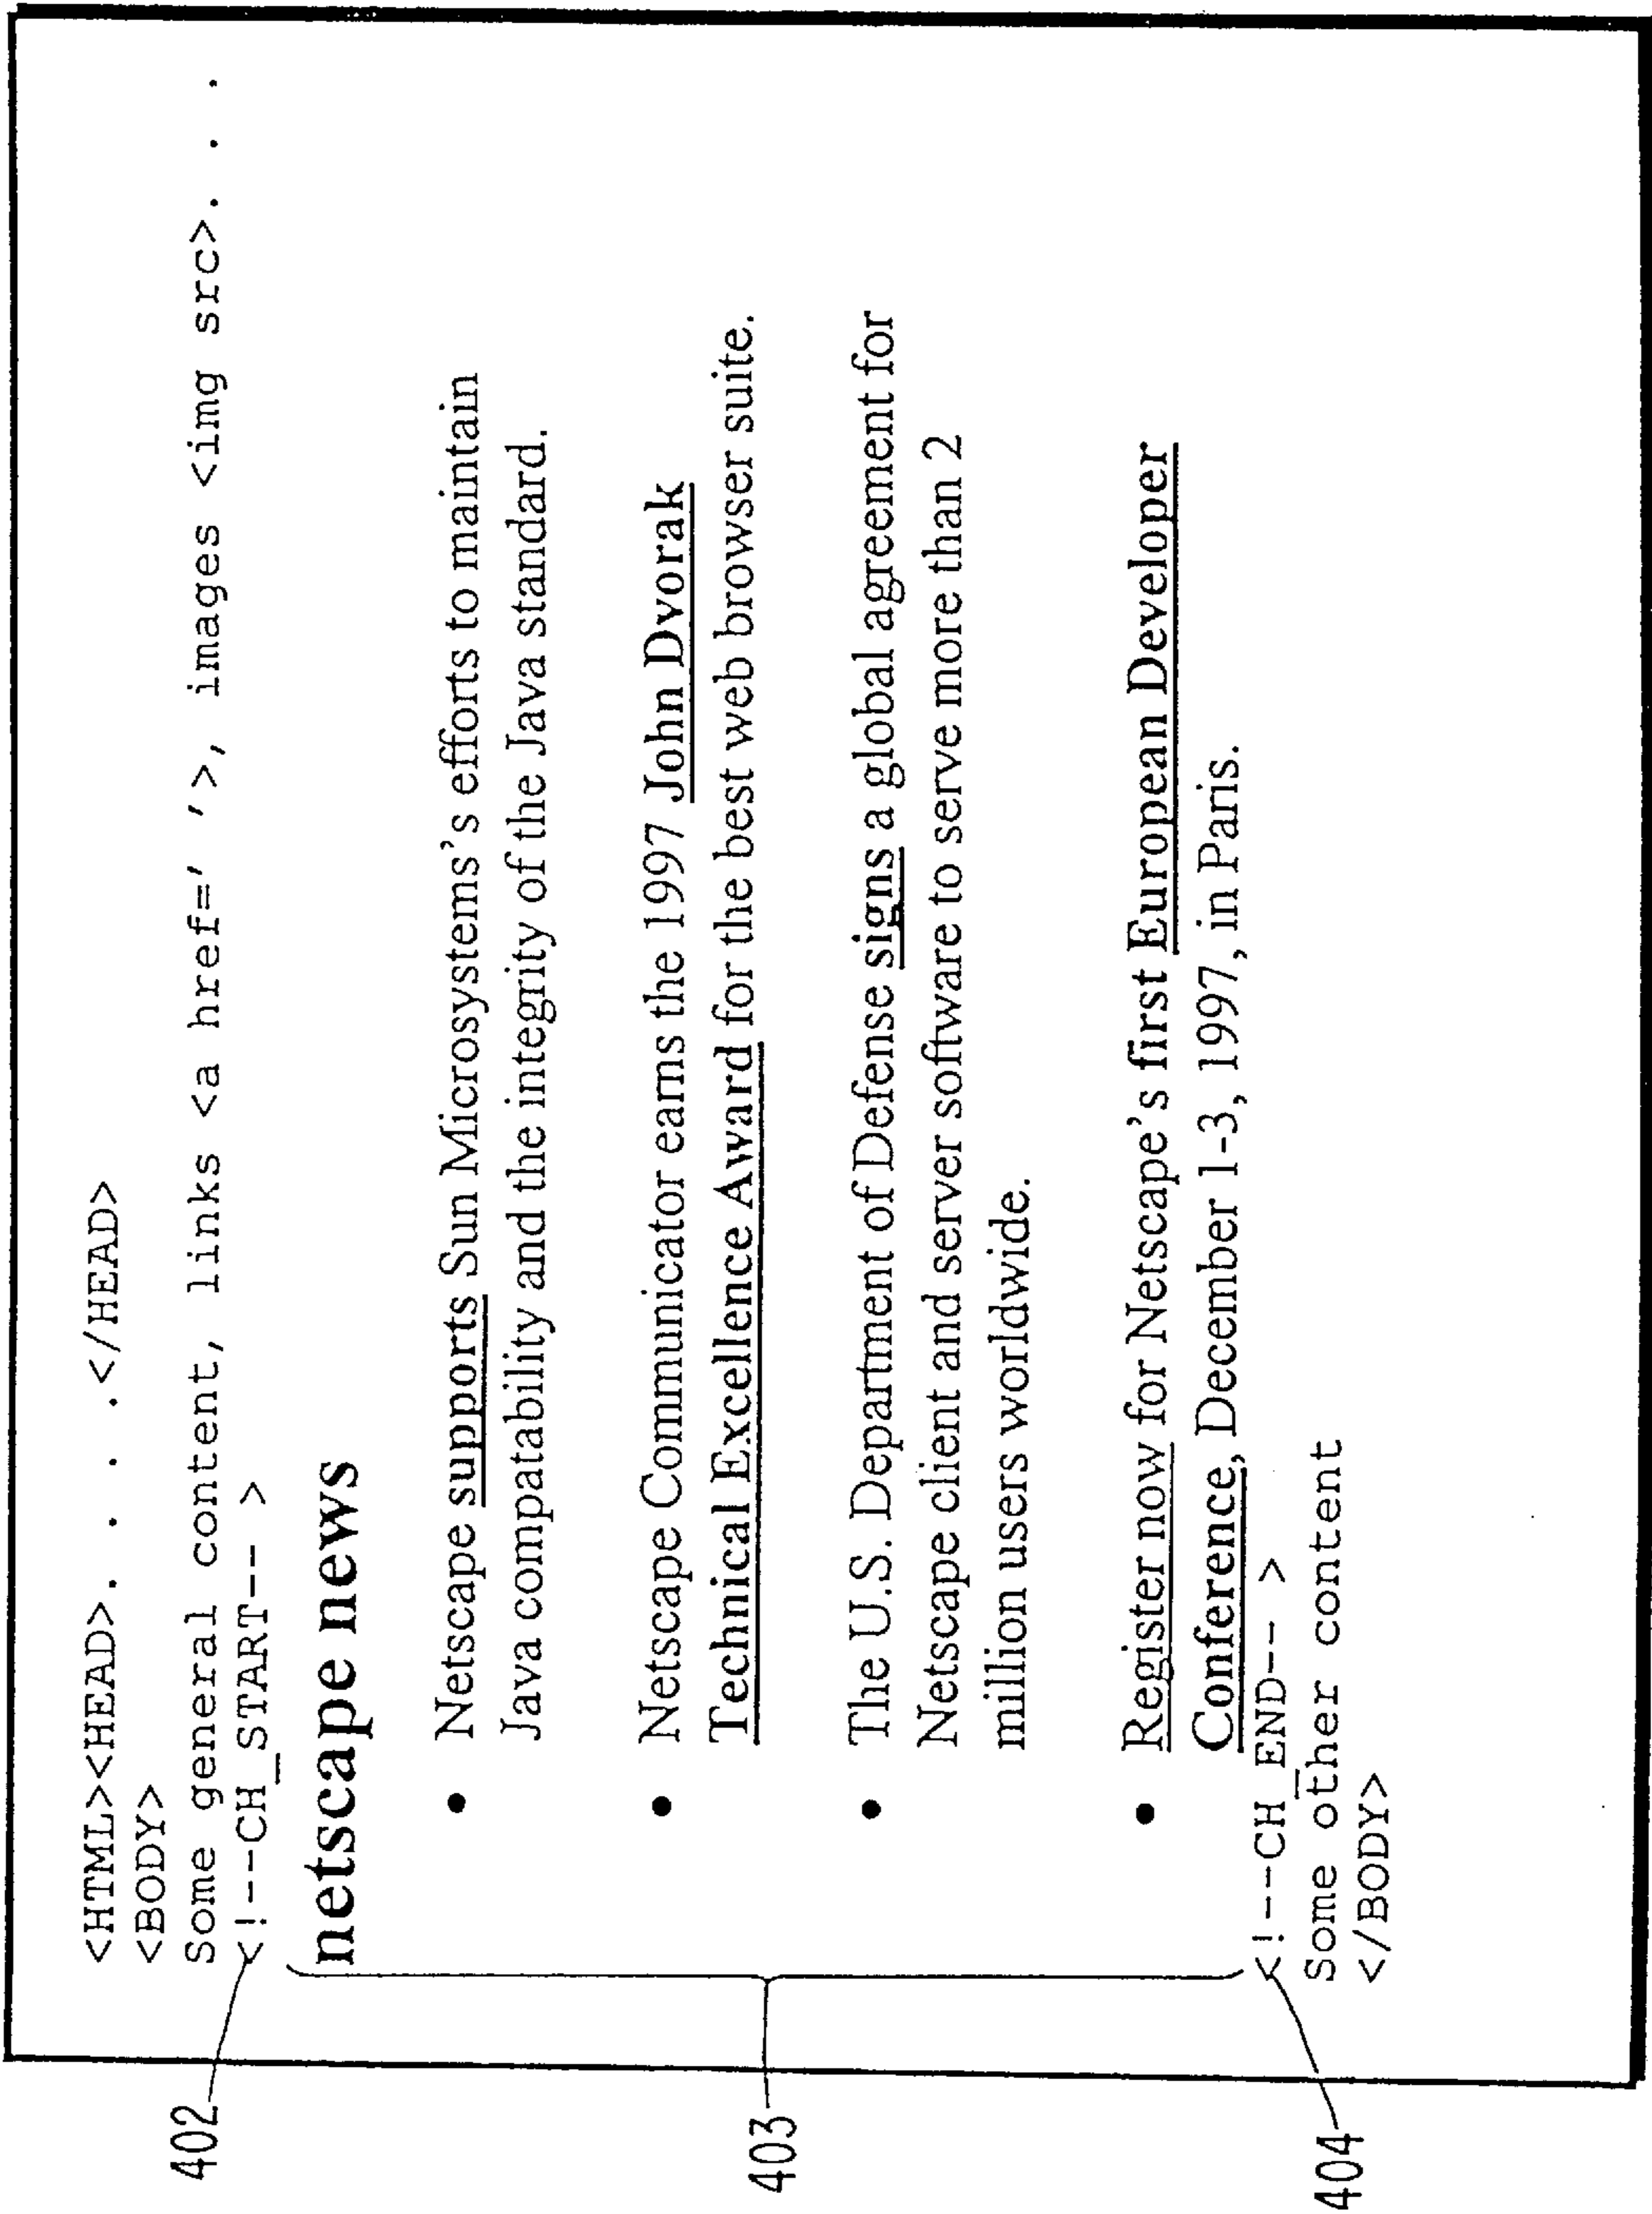 <HTML><HEAD>. . . .</HEAD>
<BODY>
Some general content, links <a href=' '>, images <img src>. . .
402
<!--CH_START-- >
netscape news
• Netscape supports Sun Microsystems's efforts to maintain
Java compatability and the integrity of the Java standard.
• Netscape Communicator earns the 1997 John Dvorak
Technical Excellence Award for the best web browser suite.
403
• The U.S. Department of Defense signs a global agreement for
Netscape client and server software to serve more than 2
million users worldwide.
• Register now for Netscape's first European Developer
Conference, December 1-3, 1997, in Paris.
404
<!--CH_END-- >
Some other content
</BODY>